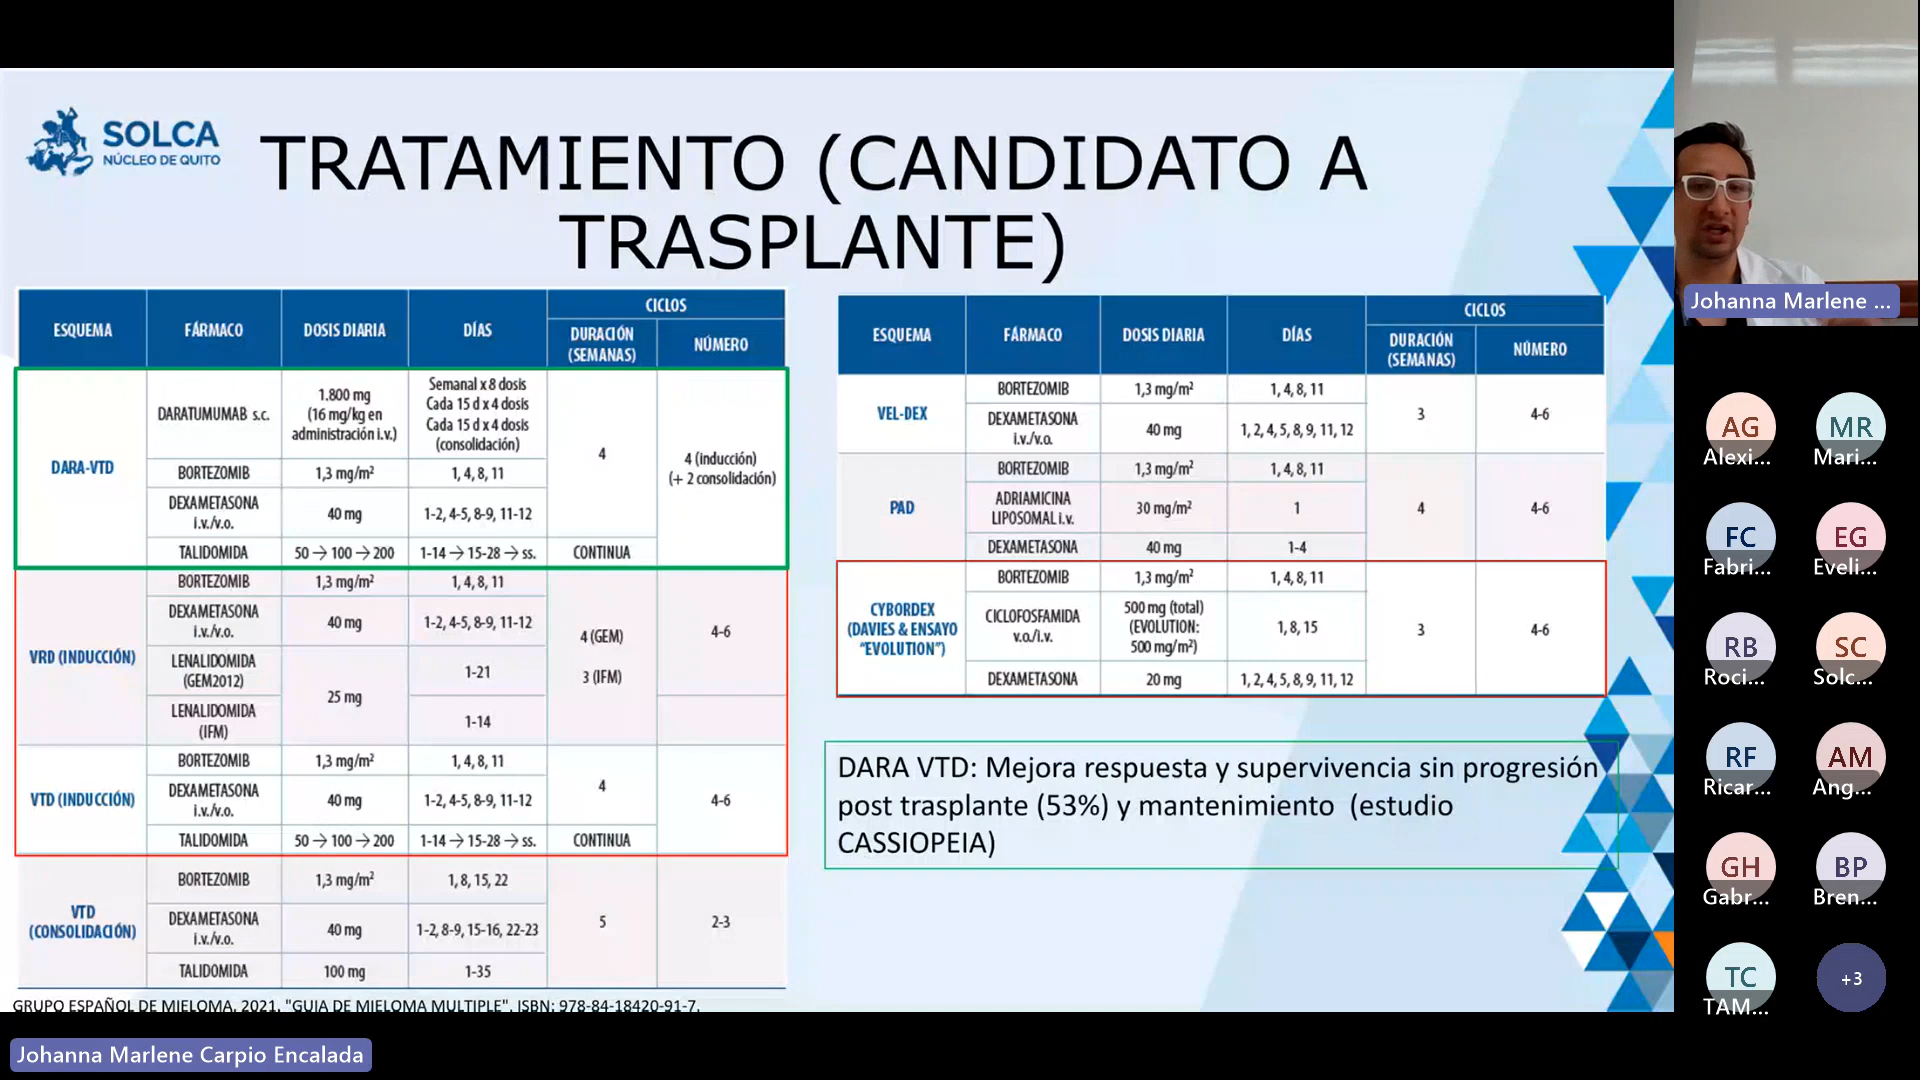 SOLCA
NÚCLEO DE QUITO
TRATAMIENTO (CANDIDATO A
TRASPLANTE)
ESQUEMA FÁRMACO DOSIS DIARIA DÍAS CICLOS
DURACIÓN (SEMANAS) NÚMERO
DARA-VTD
DARATUMUMAB s.c. 1.800 mg (16 mg/kg en administración i.v.) Semanal x 8 dosis Cada 15 d x 4 dosis Cada 15 d x 4 dosis (consolidación) 4 4 (inducción) (+ 2 consolidación)
BORTEZOMIB 1,3 mg/m² 1, 4, 8, 11
DEXAMETASONA i.v./v.o. 40 mg 1-2, 4-5, 8-9, 11-12
TALIDOMIDA 50 → 100 → 200 1-14 → 15-28 → ss. CONTINUA
VRD (INDUCCIÓN)
BORTEZOMIB 1,3 mg/m² 1, 4, 8, 11 4 (GEM) 3 (IFM) 4-6
DEXAMETASONA i.v./v.o. 40 mg 1-2, 4-5, 8-9, 11-12
LENALIDOMIDA (GEM2012) 25 mg 1-21
LENALIDOMIDA (IFM) 1-14
VTD (INDUCCIÓN)
BORTEZOMIB 1,3 mg/m² 1, 4, 8, 11 4 4-6
DEXAMETASONA i.v./v.o. 40 mg 1-2, 4-5, 8-9, 11-12
TALIDOMIDA 50 → 100 → 200 1-14 → 15-28 → ss. CONTINUA
VTD (CONSOLIDACIÓN)
BORTEZOMIB 1,3 mg/m² 1, 8, 15, 22 5 2-3
DEXAMETASONA i.v./v.o. 40 mg 1-2, 8-9, 15-16, 22-23
TALIDOMIDA 100 mg 1-35
GRUPO ESPAÑOL DE MIELOMA. 2021. "GUIA DE MIELOMA MULTIPLE". ISBN: 978-84-18420-91-7.
ESQUEMA FÁRMACO DOSIS DIARIA DÍAS CICLOS
DURACIÓN (SEMANAS) NÚMERO
VEL-DEX
BORTEZOMIB 1,3 mg/m² 1, 4, 8, 11 3 4-6
DEXAMETASONA i.v./v.o. 40 mg 1, 2, 4, 5, 8, 9, 11, 12
PAD
BORTEZOMIB 1,3 mg/m² 1, 4, 8, 11 4 4-6
ADRIAMICINA LIPOSOMAL i.v. 30 mg/m² 1
DEXAMETASONA 40 mg 1-4
CYBORDEX (DAVIES & ENSAYO “EVOLUTION”)
BORTEZOMIB 1,3 mg/m² 1, 4, 8, 11 3 4-6
CICLOFOSFAMIDA v.o./i.v. 500 mg (total) (EVOLUTION: 500 mg/m²) 1, 8, 15
DEXAMETASONA 20 mg 1, 2, 4, 5, 8, 9, 11, 12
DARA VTD: Mejora respuesta y supervivencia sin progresión
post trasplante (53%) y mantenimiento (estudio
CASSIOPEIA)
Johanna Marlene ...
AG MR
Alexi... Mari...
FC EG
Fabri... Eveli...
RB SC
Roci... Solc...
RF AM
Ricar... Ang...
GH BP
Gabr... Bren...
TC +3
TAM...
Johanna Marlene Carpio Encalada